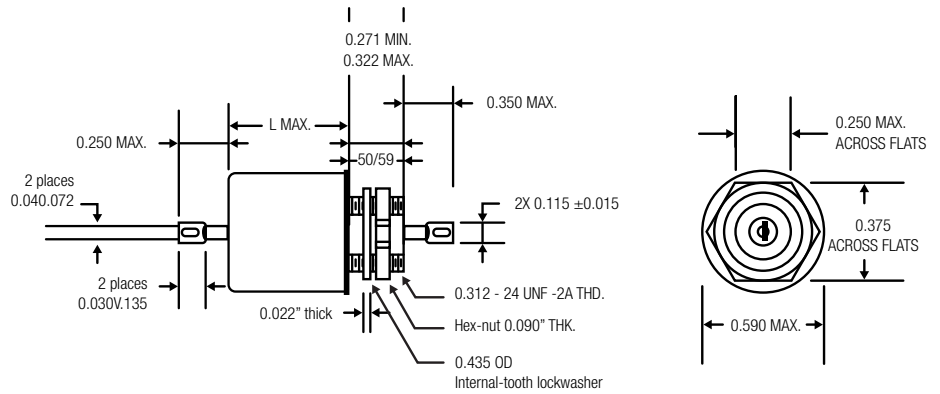 0.271 MIN.
0.322 MAX.
0.350 MAX.
L MAX.
0.250 MAX.
50/59
2 places
0.040.072
2X 0.115 ±0.015
2 places
0.030V.135
0.022” thick
0.312 - 24 UNF -2A THD.
Hex-nut 0.090” THK.
0.435 OD
Internal-tooth lockwasher
0.250 MAX.
ACROSS FLATS
0.375
ACROSS FLATS
0.590 MAX.